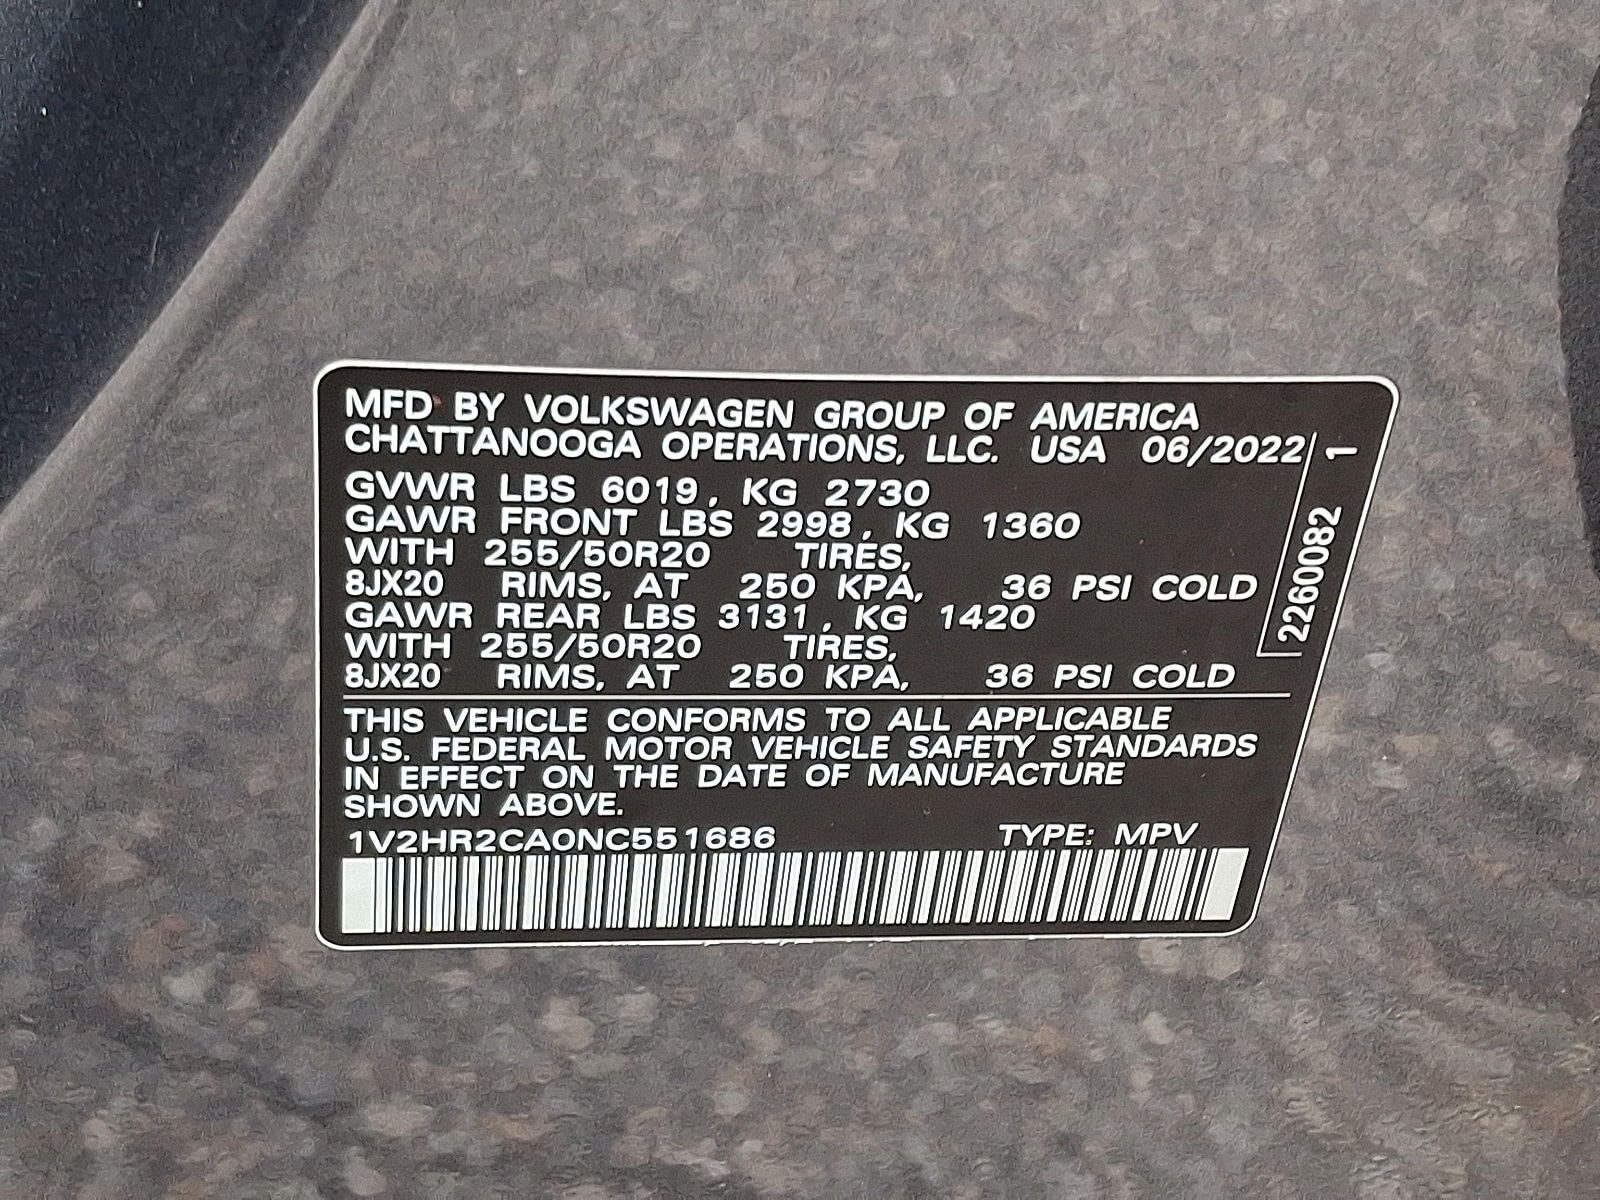 MFD BY VOLKSWAGEN GROUP OF AMERICA
CHATTANOOGA OPERATIONS, LLC. USA 06/2022
GVWR LBS 6019, KG 2730
GAWR FRONT LBS 2998, KG 1360
WITH 255/50R20 TIRES,
8JX20 RIMS, AT 250 KPA, 36 PSI COLD
GAWR REAR LBS 3131, KG 1420
WITH 255/50R20 TIRES,
8JX20 RIMS, AT 250 KPA, 36 PSI COLD
2260082 1
THIS VEHICLE CONFORMS TO ALL APPLICABLE
U.S. FEDERAL MOTOR VEHICLE SAFETY STANDARDS
IN EFFECT ON THE DATE OF MANUFACTURE
SHOWN ABOVE.
1V2HR2CA0NC551686 TYPE: MPV